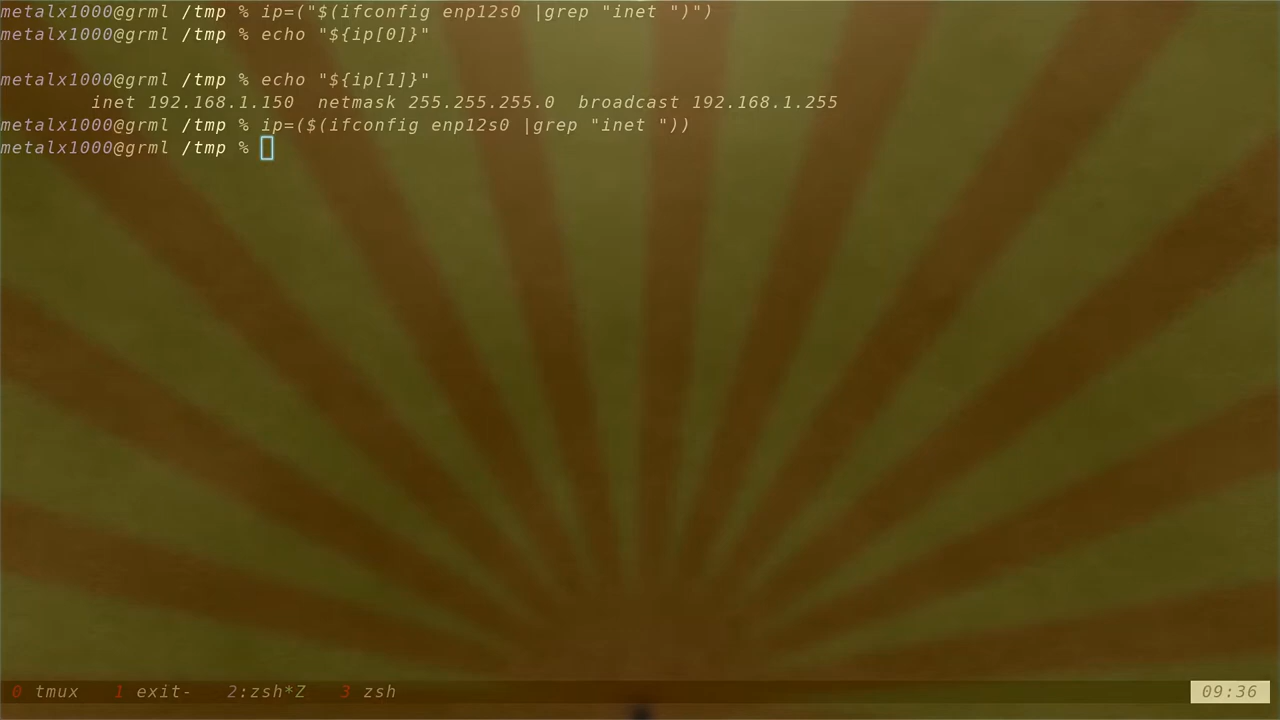 metalx1000@grml /tmp % ip=("$(ifconfig enp12s0 |grep "inet ")")
metalx1000@grml /tmp % echo "${ip[0]}"
metalx1000@grml /tmp % echo "${ip[1]}"
inet 192.168.1.150  netmask 255.255.255.0  broadcast 192.168.1.255
metalx1000@grml /tmp % ip=($(ifconfig enp12s0 |grep "inet "))
metalx1000@grml /tmp %
0 tmux  1 exit-  2:zsh*Z  3 zsh  09:36